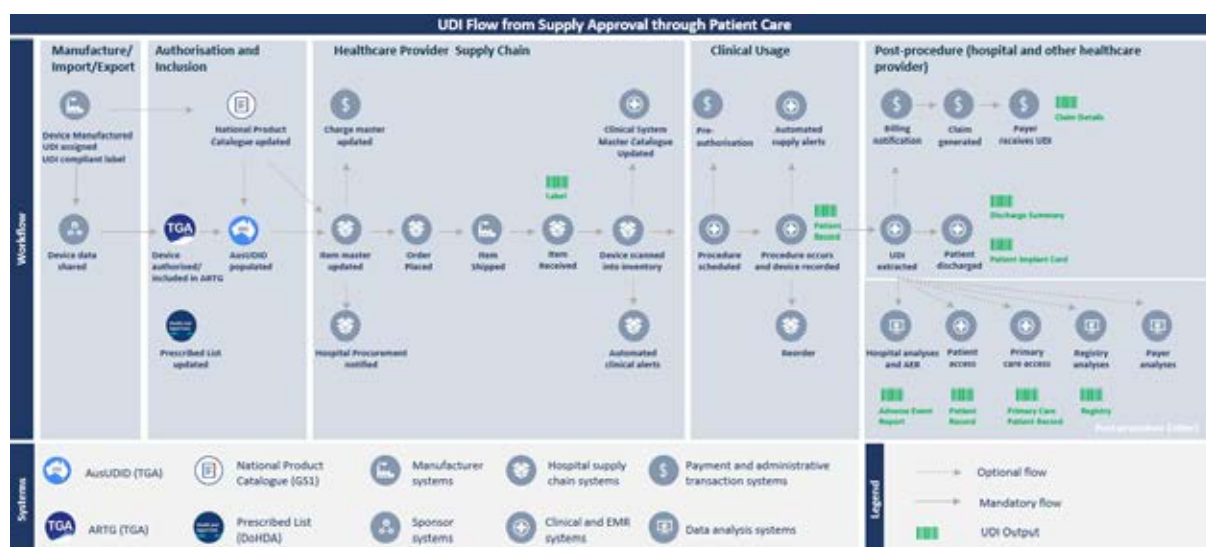 UDI Flow from Supply Approval through Patient Care
Workflow
Manufacture/
Import/Export
Device Manufactured
UDI assigned
UDI compliant label
Device data
shared
Authorisation and
Inclusion
National Product
Catalogue updated
TGA
Device
authorised/
included in ARTG
AusUDID
populated
Prescribed List
updated
Healthcare Provider Supply Chain
Charge master
updated
Clinical System
Master Catalogue
Updated
Label
Item master
updated
Order
Placed
Item
Shipped
Item
Received
Device scanned
into inventory
Hospital Procurement
notified
Automated
clinical alerts
Clinical Usage
Pre-
authorisation
Automated
supply alerts
Patient
Record
Procedure
scheduled
Procedure occurs
and device recorded
Reorder
Post-procedure (hospital and other healthcare
provider)
Billing
notification
Claim
generated
Payer
receives UDI
Claim Details
UDI
extracted
Patient
discharged
Discharge Summary
Patient Implant Card
Hospital analyses
and AER
Patient
access
Primary
care access
Registry
analyses
Payer
analyses
Adverse Event
Report
Patient
Record
Primary Care
Patient Record
Registry
Systems
AusUDID (TGA)
National Product
Catalogue (GS1)
Manufacturer
systems
Hospital supply
chain systems
Payment and administrative
transaction systems
TGA
ARTG (TGA)
Prescribed List
(DoHDA)
Sponsor
systems
Clinical and EMR
systems
Data analysis systems
Legend
Optional flow
Mandatory flow
UDI Output